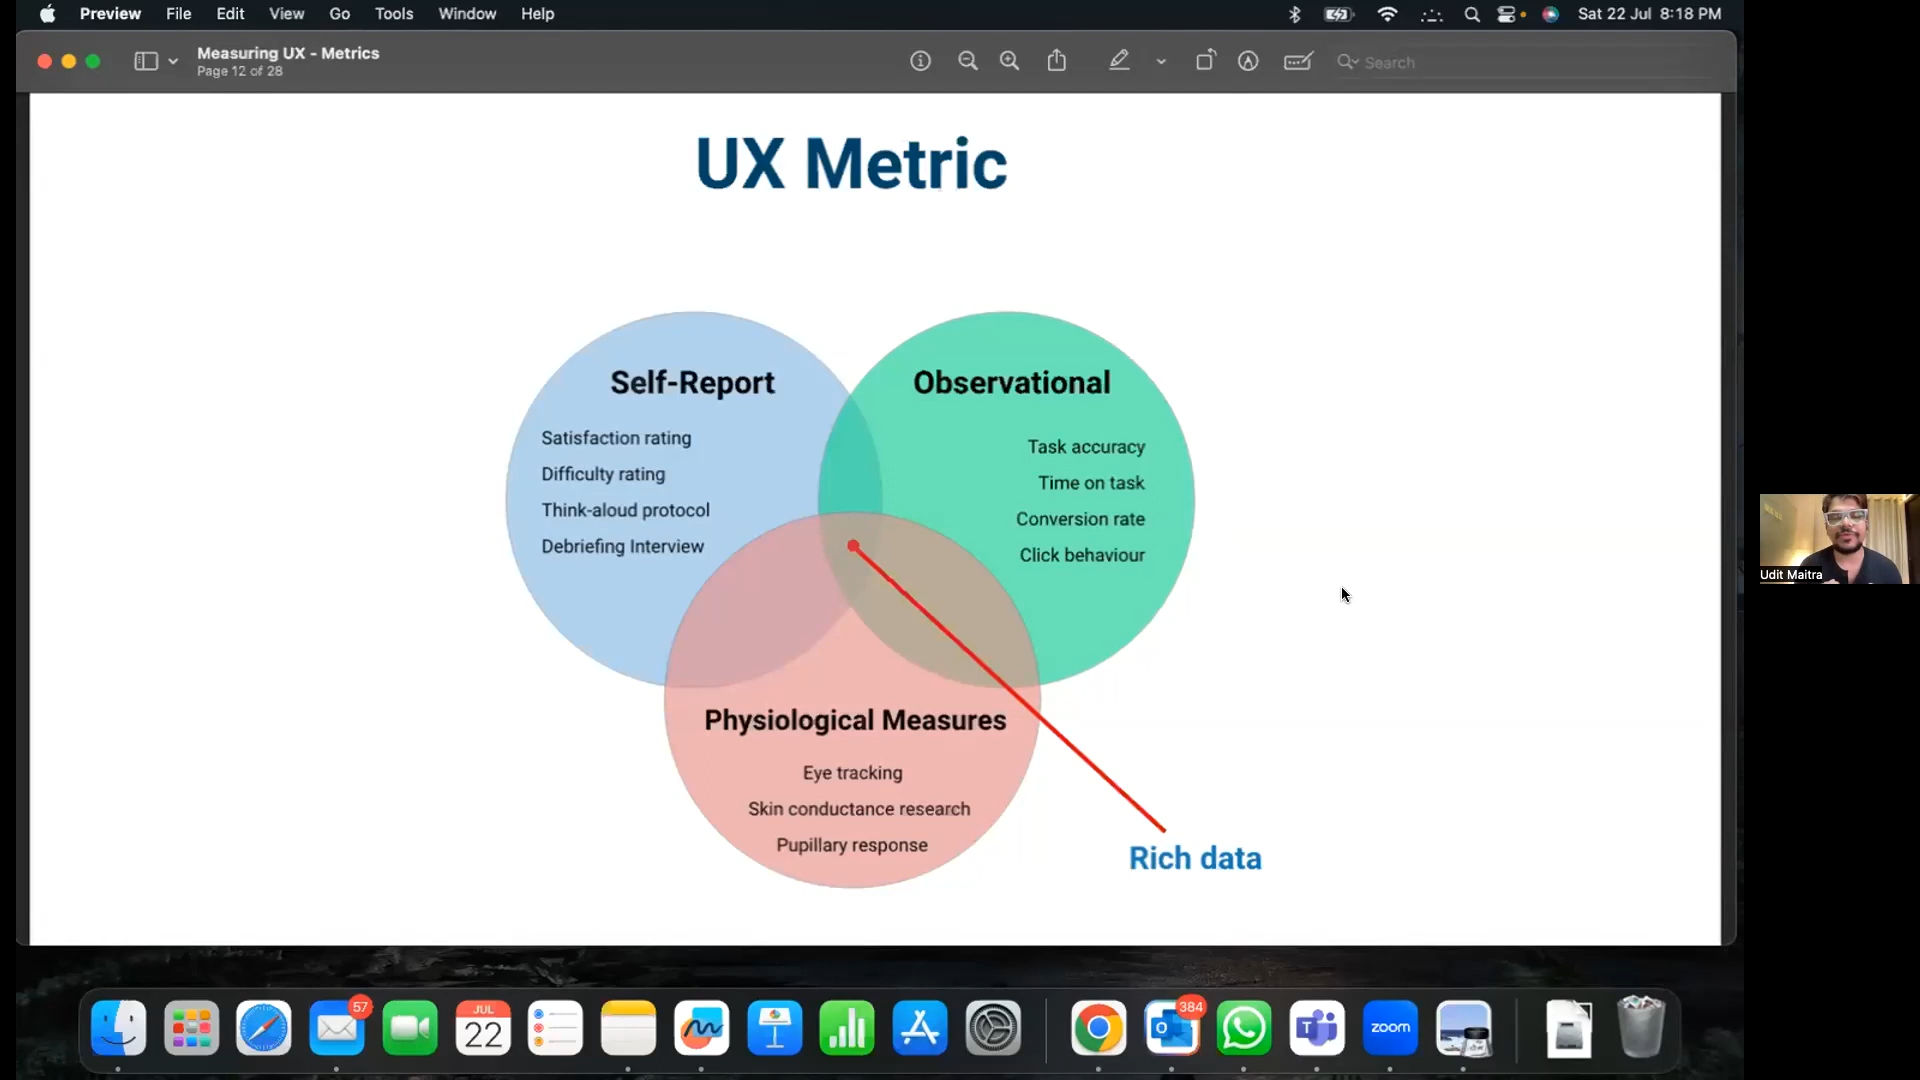 Preview File Edit View Go Tools Window Help
Sat 22 Jul 8:18 PM
Measuring UX - Metrics
Page 12 of 28
Search
UX Metric
Self-Report
Satisfaction rating
Difficulty rating
Think-aloud protocol
Debriefing Interview
Observational
Task accuracy
Time on task
Conversion rate
Click behaviour
Physiological Measures
Eye tracking
Skin conductance research
Pupillary response
Rich data
Udit Maitra
57
JUL
22
384
zoom